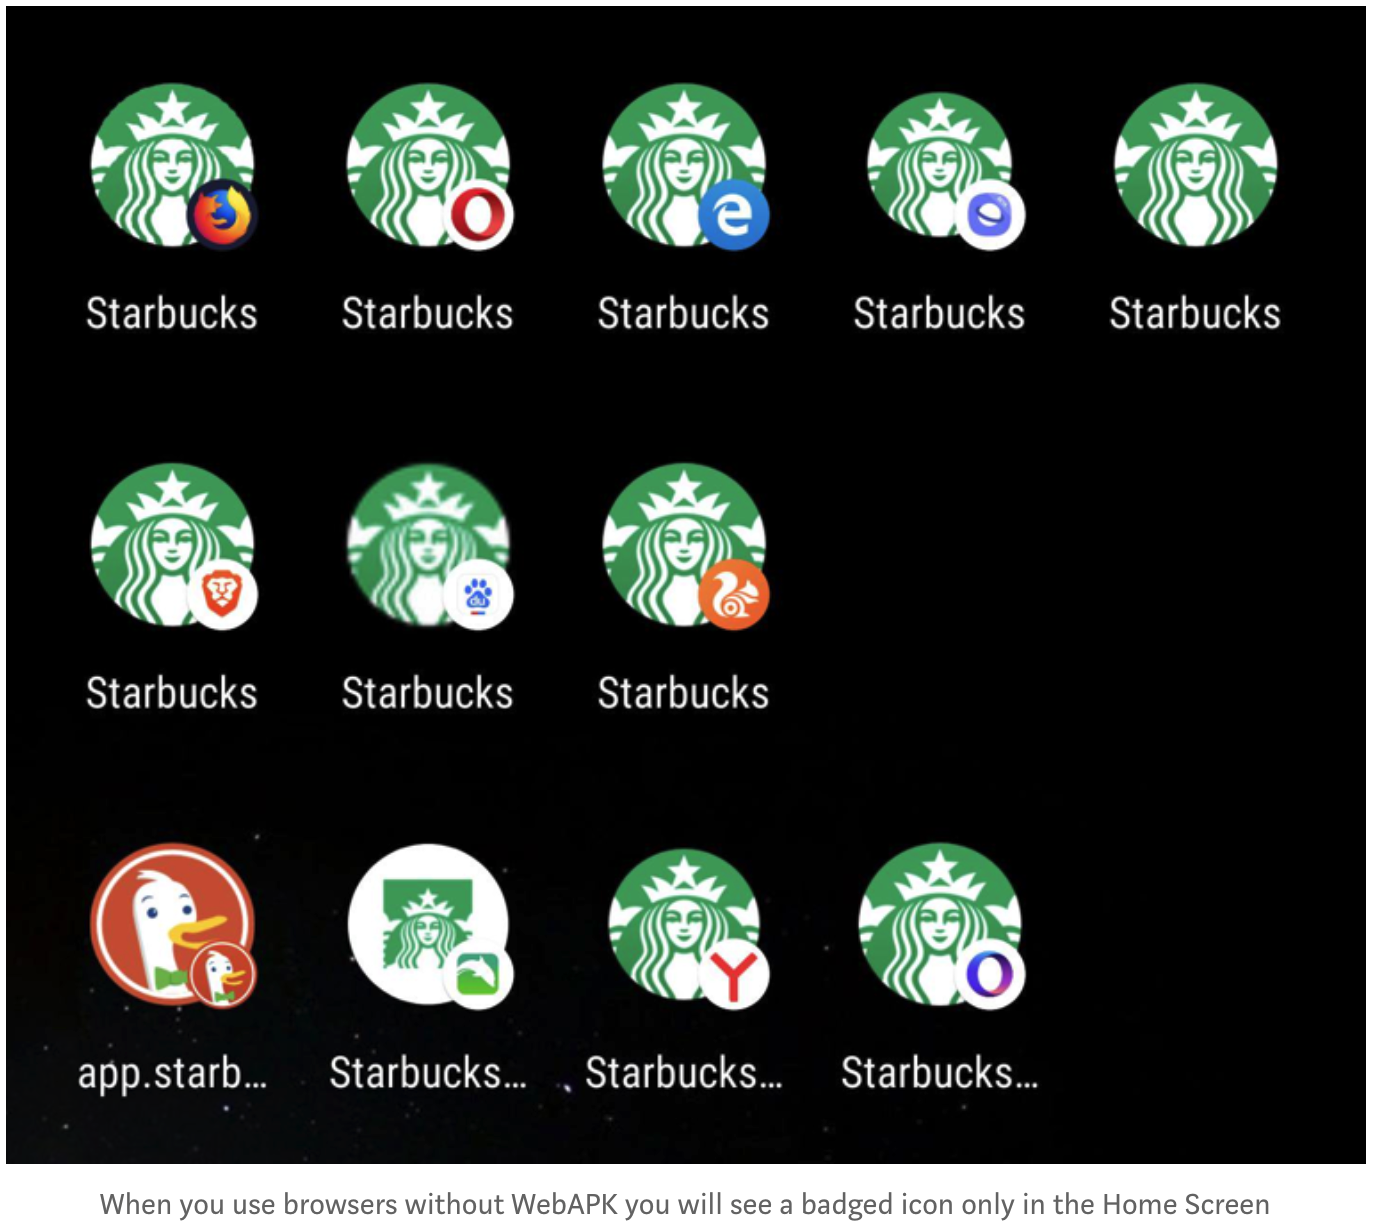 Starbucks Starbucks Starbucks Starbucks Starbucks
du
Starbucks Starbucks Starbucks
app.starb... Starbucks... Starbucks... Starbucks...
When you use browsers without WebAPK you will see a badged icon only in the Home Screen